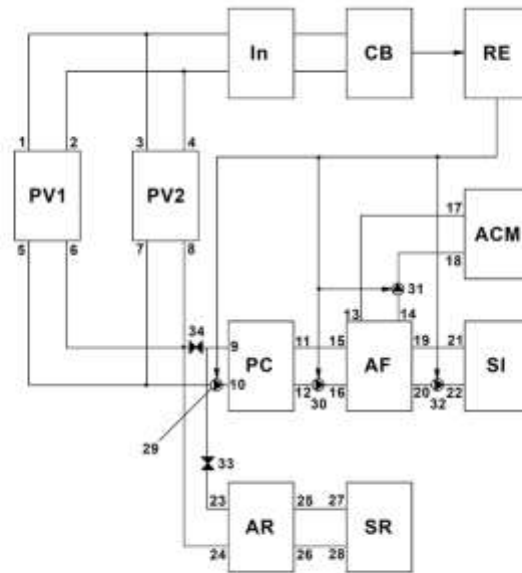 In CB RE
1 2 3 4
PV1 PV2
17
ACM
5 6 7 8
18
31
13 14
34
9 11 15 19 21
PC AF SI
10 12 16 20 22
29 30 32
33
23 25 27
AR SR
24 26 28